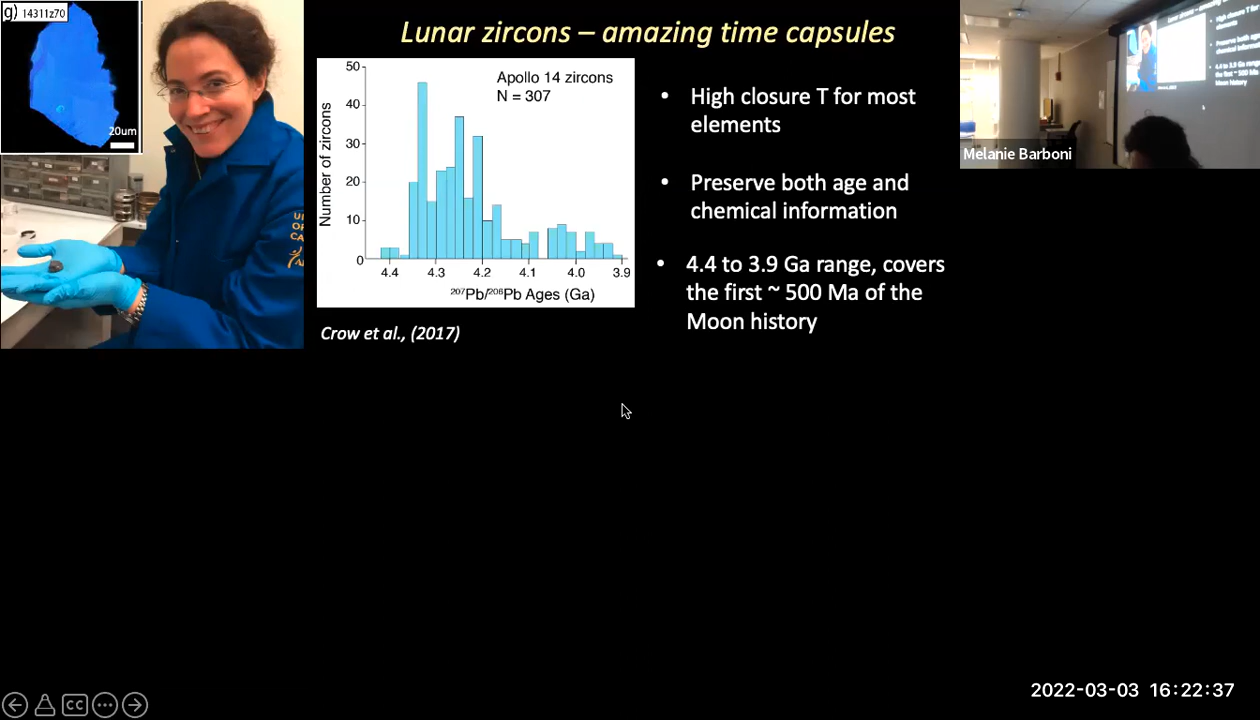 g) 14311z70
20um
Lunar zircons – amazing time capsules
Apollo 14 zircons
N = 307
Number of zircons
50
40
30
20
10
0
4.4 4.3 4.2 4.1 4.0 3.9
²⁰⁷Pb/²⁰⁶Pb Ages (Ga)
Crow et al., (2017)
• High closure T for most
elements
• Preserve both age and
chemical information
• 4.4 to 3.9 Ga range, covers
the first ~ 500 Ma of the
Moon history
Melanie Barboni
CC
2022-03-03 16:22:37